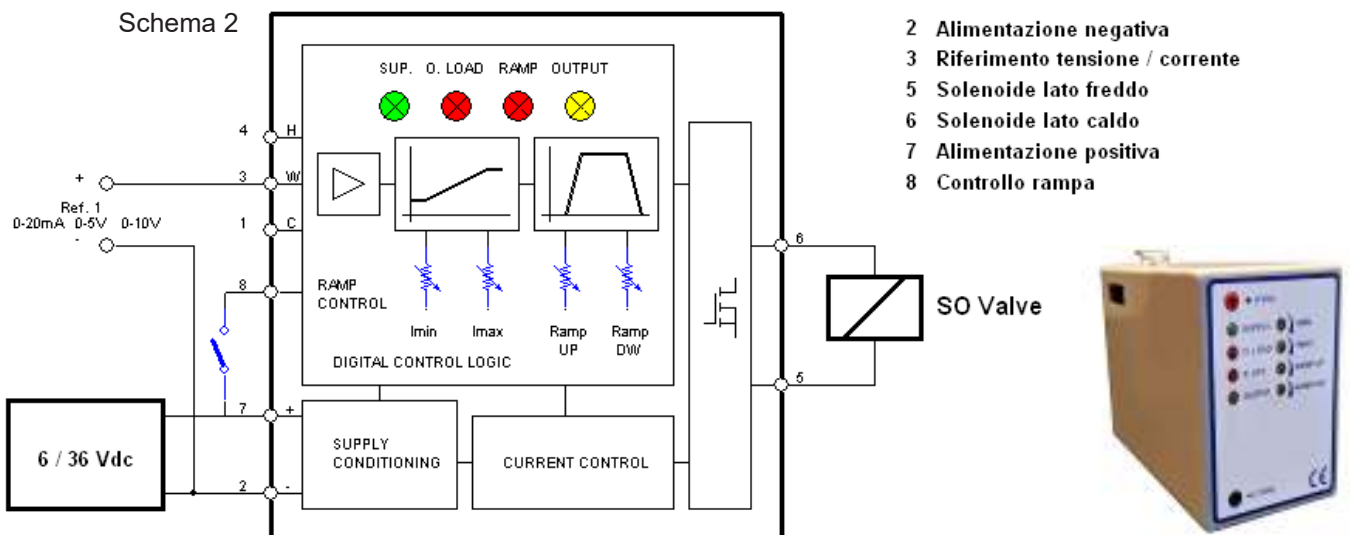 Schema 2
SUP. O. LOAD RAMP OUTPUT
4 H
+ 3 W
Ref. 1
0-20mA 0-5V 0-10V
-
1 C
8 RAMP
CONTROL
Imin Imax Ramp
UP Ramp
DW
DIGITAL CONTROL LOGIC
7 +
6 / 36 Vdc
2 -
SUPPLY
CONDITIONING
CURRENT CONTROL
6
SO Valve
5
2 Alimentazione negativa
3 Riferimento tensione / corrente
5 Solenoide lato freddo
6 Solenoide lato caldo
7 Alimentazione positiva
8 Controllo rampa
CE